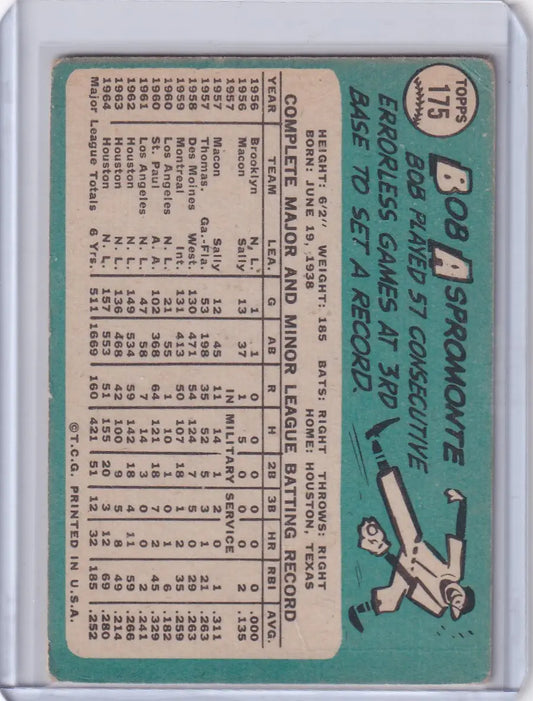 TOPPS
175
BOB ASPROMONTE
BOB PLAYED 57 CONSECUTIVE
ERRORLESS GAMES AT 3RD
BASE TO SET A RECORD.
HEIGHT: 6'2" WEIGHT: 185 BATS: RIGHT THROWS: RIGHT
BORN: JUNE 19, 1938 HOME: HOUSTON, TEXAS
COMPLETE MAJOR AND MINOR LEAGUE BATTING RECORD
YEAR TEAM LEA. G AB R H 2B 3B HR RBI AVG.
1956 Brooklyn N. L. 1 1 0 0 0 0 0 0 .000
1956 Macon Sally 13 37 1 5 0 0 0 2 .135
1957 IN MILITARY SERVICE
1957 Macon Sally 12 45 11 14 1 2 0 1 .311
1957 Thomas. Ga.-Fla. 53 198 35 52 5 3 1 21 .263
1958 Des Moines West. 130 471 54 124 7 5 0 29 .263
1959 Montreal Int. 131 413 50 107 18 1 2 35 .259
1960 Los Angeles N. L. 21 55 1 10 1 0 1 6 .182
1960 St. Paul A. A. 102 368 64 121 18 7 2 45 .329
1961 Los Angeles N. L. 47 58 7 14 3 0 0 2 .241
1962 Houston N. L. 149 534 59 142 18 4 11 59 .266
1963 Houston N. L. 136 468 42 100 9 5 8 49 .214
1964 Houston N. L. 157 553 51 155 20 3 12 69 .280
Major League Totals 6 Yrs. 511 1669 160 421 51 12 32 185 .252
©T.C.G. PRINTED IN U.S.A.